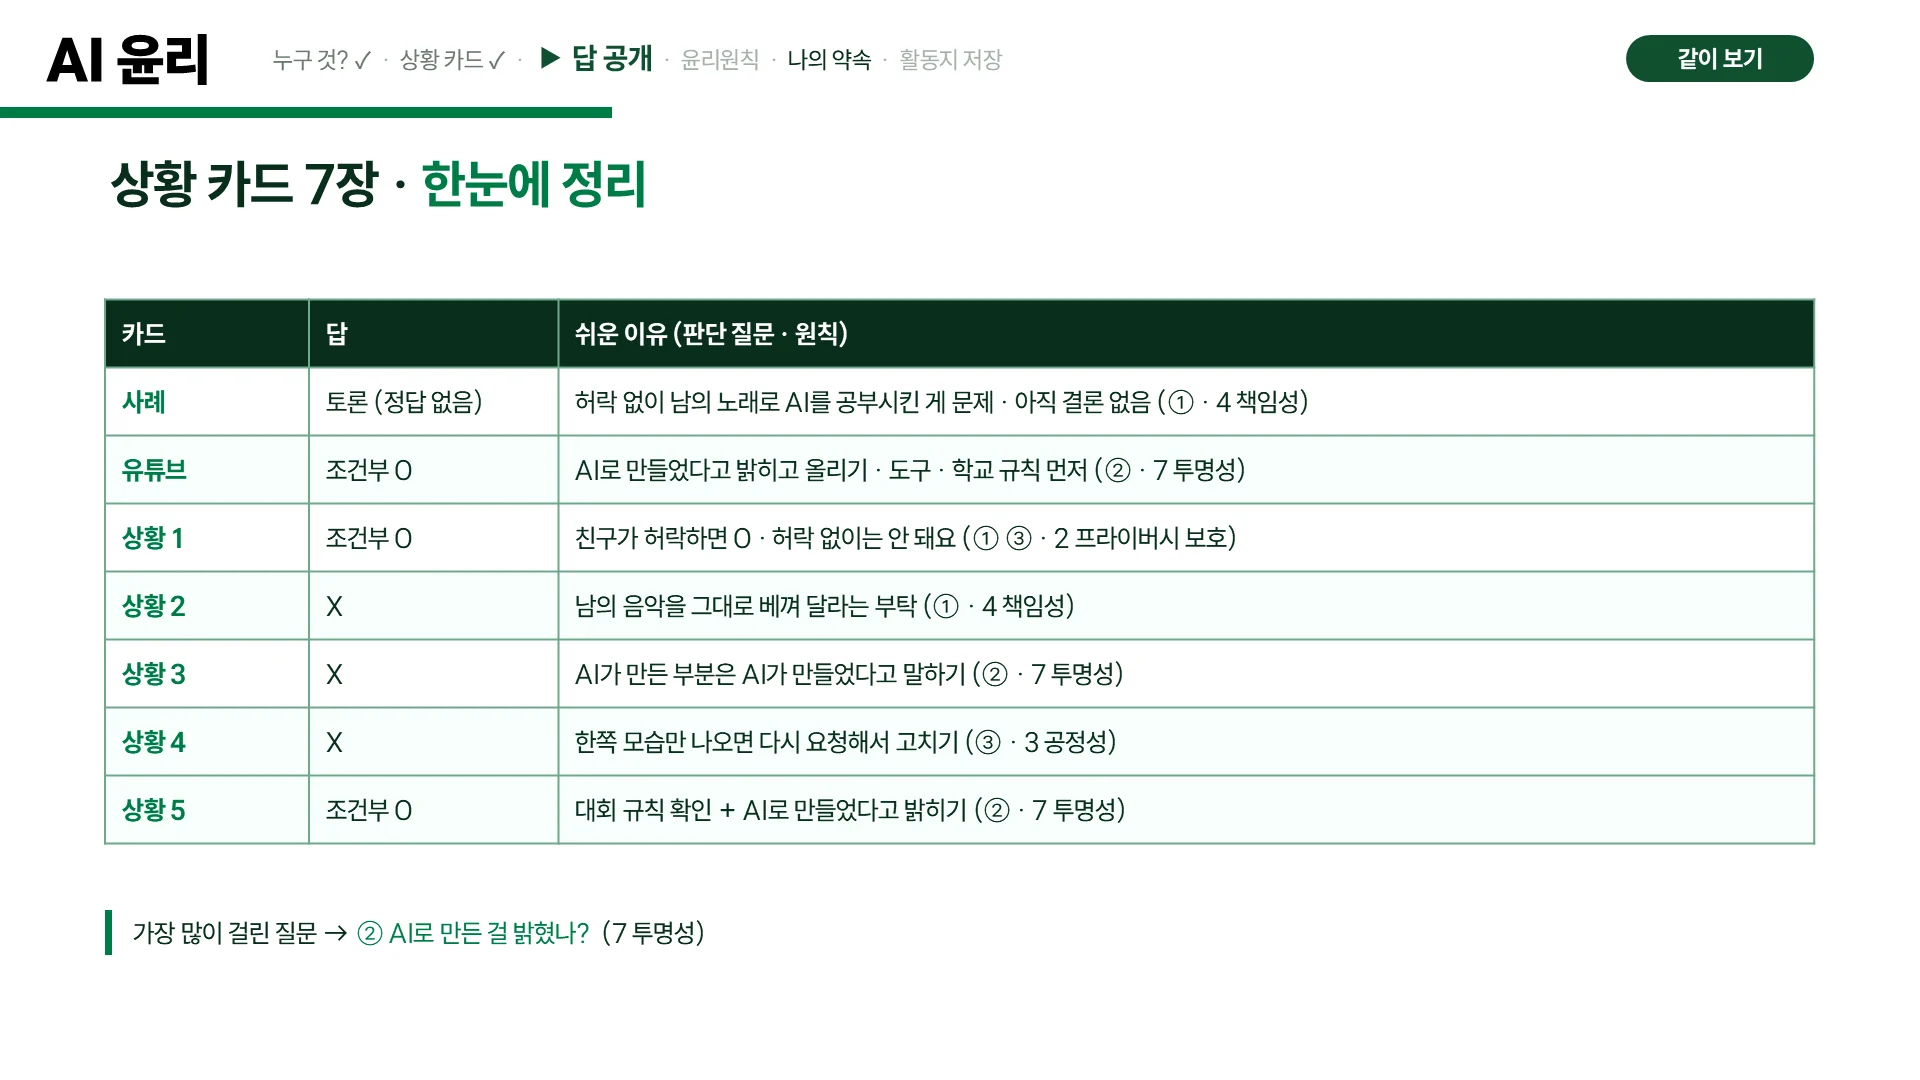 AI 윤리
누구 것? ✓ · 상황 카드 ✓ · ▶ 답 공개 · 윤리원칙 · 나의 약속 · 활동지 저장
같이 보기
상황 카드 7장 · 한눈에 정리
카드 답 쉬운 이유 (판단 질문 · 원칙)
사례 토론 (정답 없음) 허락 없이 남의 노래로 AI를 공부시킨 게 문제 · 아직 결론 없음 (① · 4 책임성)
유튜브 조건부 O AI로 만들었다고 밝히고 올리기 · 도구 · 학교 규칙 먼저 (② · 7 투명성)
상황 1 조건부 O 친구가 허락하면 O · 허락 없이는 안 돼요 (① ③ · 2 프라이버시 보호)
상황 2 X 남의 음악을 그대로 베껴 달라는 부탁 (① · 4 책임성)
상황 3 X AI가 만든 부분은 AI가 만들었다고 말하기 (② · 7 투명성)
상황 4 X 한쪽 모습만 나오면 다시 요청해서 고치기 (③ · 3 공정성)
상황 5 조건부 O 대회 규칙 확인 + AI로 만들었다고 밝히기 (② · 7 투명성)
가장 많이 걸린 질문 → ② AI로 만든 걸 밝혔나? (7 투명성)